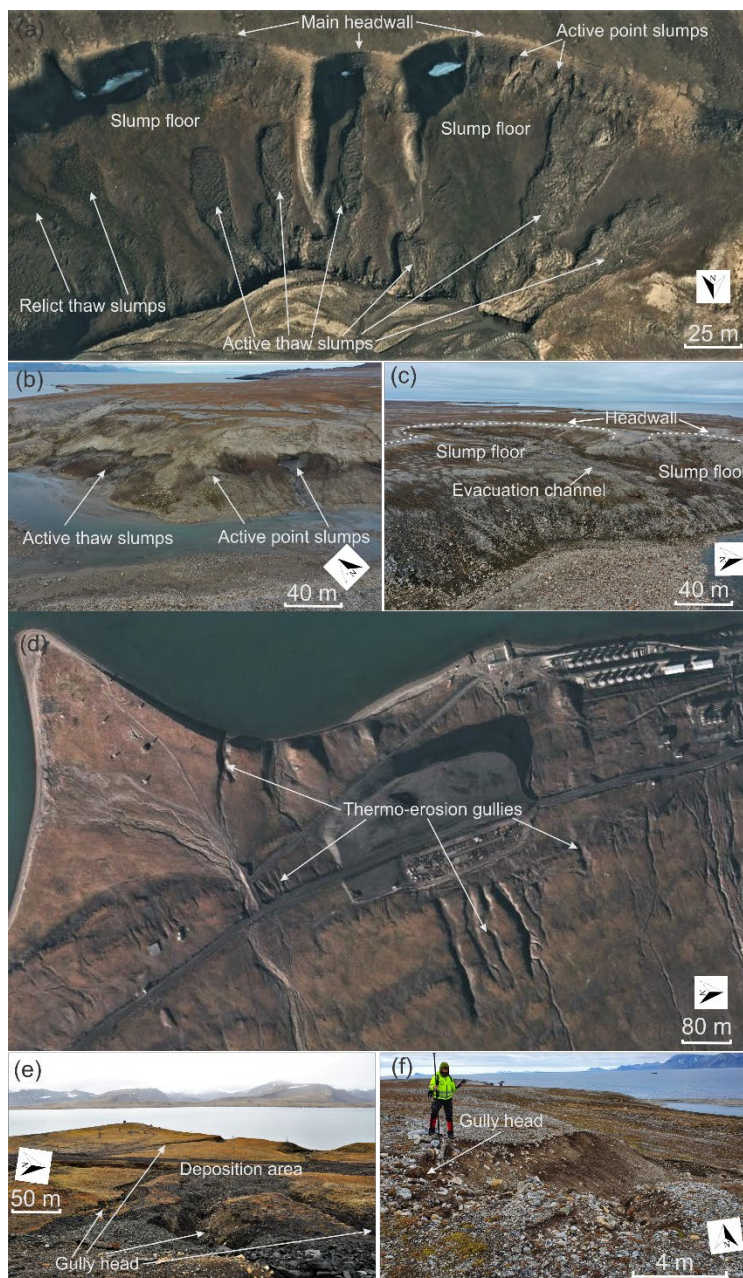 (a)
Main headwall
Active point slumps
Slump floor
Slump floor
Relict thaw slumps
Active thaw slumps
N
25 m
(b)
Active thaw slumps
Active point slumps
N
40 m
(c)
Headwall
Slump floor
Slump floo
Evacuation channel
N
40 m
(d)
Thermo-erosion gullies
N
80 m
(e)
Deposition area
N
50 m
Gully head
(f)
Gully head
N
4 m